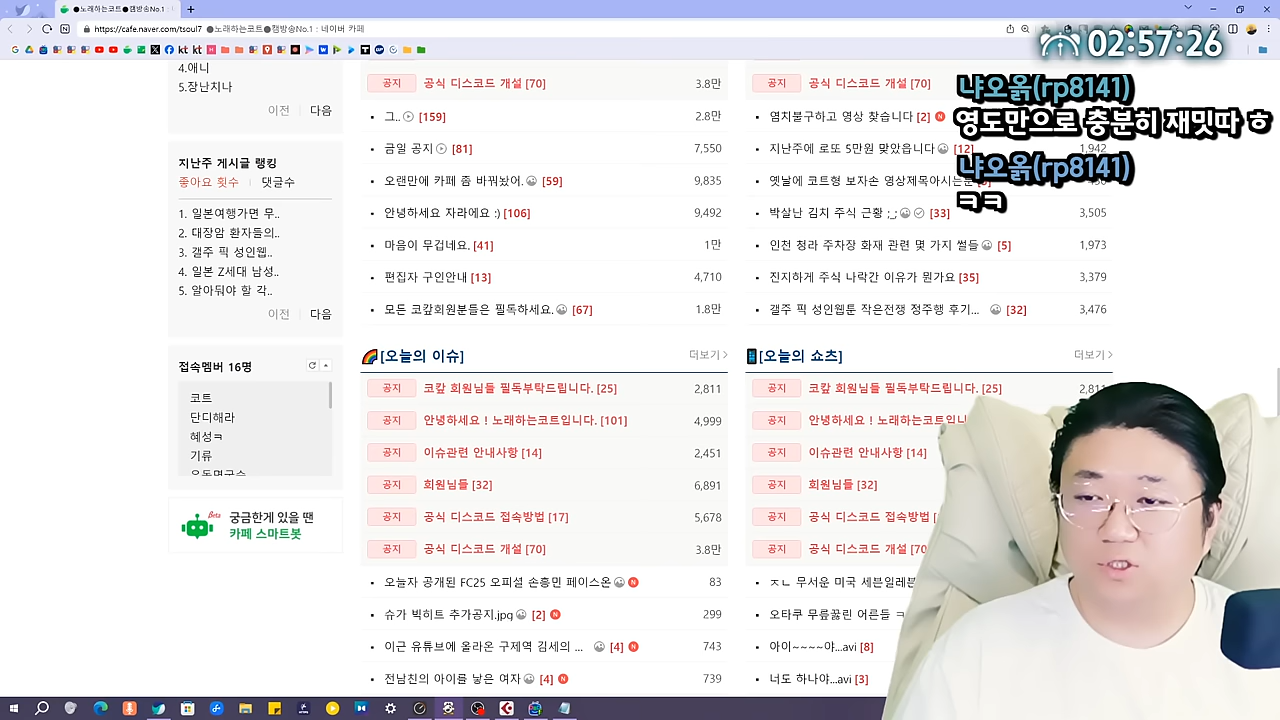 ●노래하는코트●캠방송No.1 :
https://cafe.naver.com/tsoul7 ●노래하는코트●캠방송No.1 : 네이버 카페
02:57:26
냐오옭(rp8141)
영도만으로 충분히 재밋따 ㅎ
냐오옭(rp8141)
ㅋㅋ
4.애니
5.장난치나
이전 다음
지난주 게시글 랭킹
좋아요 횟수 댓글수
1. 일본여행가면 무..
2. 대장암 환자들의..
3. 갤주 픽 성인웹..
4. 일본 Z세대 남성..
5. 알아둬야 할 각..
이전 다음
접속멤버 16명
코트
단디해라
혜성ㅋ
기류
Beta 궁금한게 있을 땐
카페 스마트봇
공지 공식 디스코드 개설 [70] 3.8만
그.. [159] 2.8만
금일 공지 [81] 7,550
오랜만에 카페 좀 바꿔놨어. [59] 9,835
안녕하세요 자라에요 :) [106] 9,492
마음이 무겁네요. [41] 1만
편집자 구인안내 [13] 4,710
모든 코캎회원분들은 필독하세요. [67] 1.8만
공지 공식 디스코드 개설 [70]
염치불구하고 영상 찾습니다 [2] N
지난주에 로또 5만원 맞았읍니다 [12] 1,942
옛날에 코트형 보자손 영상제목아시는분
박살난 김치 주식 근황 ;_; [33] 3,505
인천 청라 주차장 화재 관련 몇 가지 썰들 [5] 1,973
진지하게 주식 나락간 이유가 뭔가요 [35] 3,379
갤주 픽 성인웹툰 작은전쟁 정주행 후기... [32] 3,476
[오늘의 이슈] 더보기
공지 코캎 회원님들 필독부탁드립니다. [25] 2,811
공지 안녕하세요 ! 노래하는코트입니다. [101] 4,999
공지 이슈관련 안내사항 [14] 2,451
공지 회원님들 [32] 6,891
공지 공식 디스코드 접속방법 [17] 5,678
공지 공식 디스코드 개설 [70] 3.8만
오늘자 공개된 FC25 오피셜 손흥민 페이스온 N 83
슈가 빅히트 추가공지.jpg [2] N 299
이근 유튜브에 올라온 구제역 김세의 ... [4] N 743
전남친의 아이를 낳은 여자 [4] N 739
[오늘의 쇼츠] 더보기
공지 코캎 회원님들 필독부탁드립니다. [25] 2,811
공지 안녕하세요 ! 노래하는코트입니
공지 이슈관련 안내사항 [14]
공지 회원님들 [32]
공지 공식 디스코드 접속방법
공지 공식 디스코드 개설 [70
ㅈㄴ 무서운 미국 세븐일레븐
오타쿠 무릎꿇린 어른들 ㅋ
아이~~~~야...avi [8]
너도 하나야...avi [3]